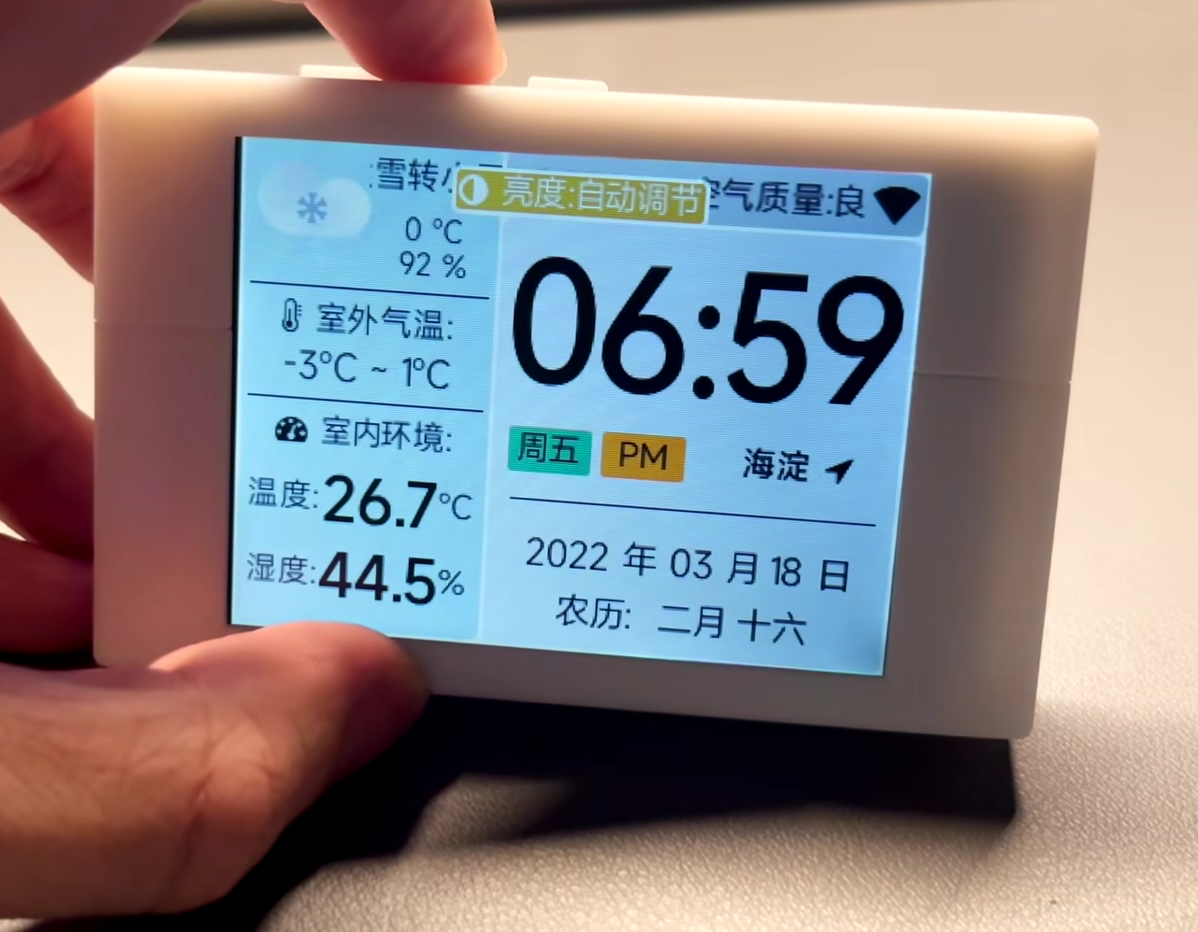 :雪转小
亮度:自动调节
空气质量:良
0 °C
92 %
室外气温:
-3°C ~ 1°C
室内环境:
温度:26.7°C
湿度:44.5%
06:59
周五 PM 海淀
2022 年 03 月 18 日
农历: 二月 十六